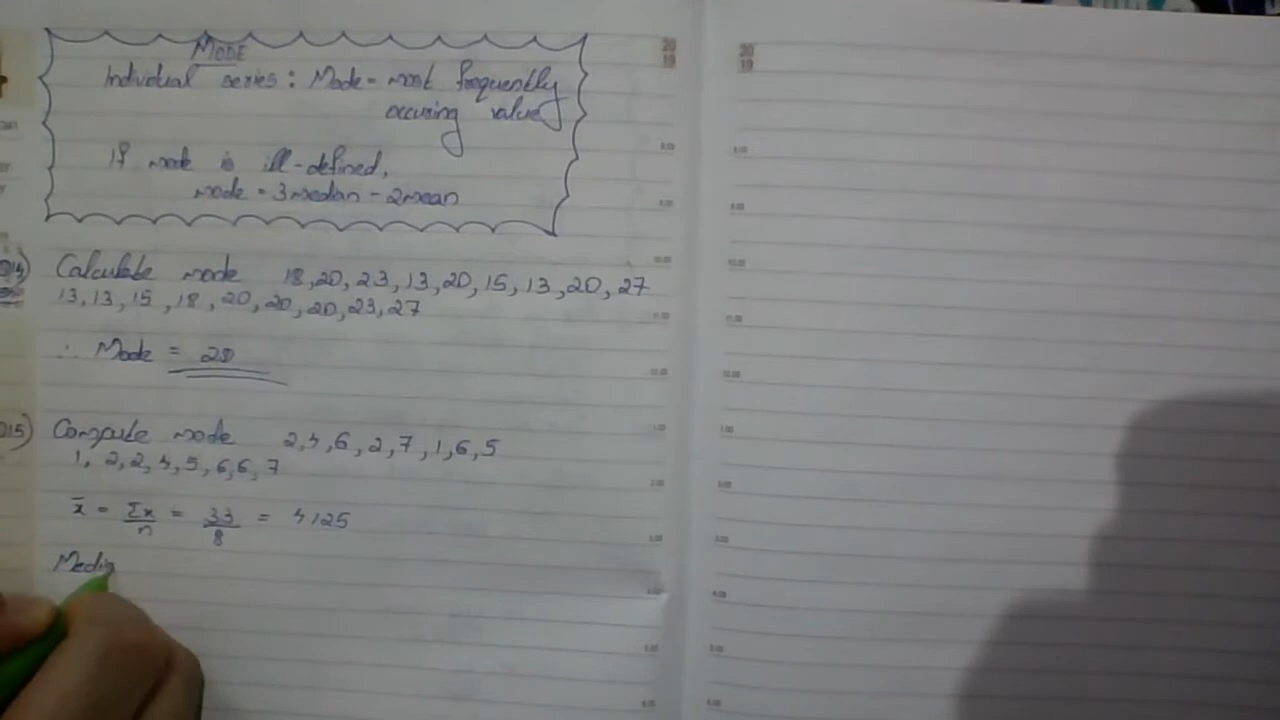 MODE
Individual series : Mode = most frequently
occuring value
If mode is ill-defined,
mode = 3median - 2mean
Calculate mode 18, 20, 23, 13, 20, 15, 13, 20, 27
13, 13, 15, 18, 20, 20, 20, 23, 27
∴ Mode = 20
Q15) Compute mode 2, 4, 6, 2, 7, 1, 6, 5
1, 2, 2, 4, 5, 6, 6, 7
x̄ = Σx/n = 33/8 = 4.125
Media